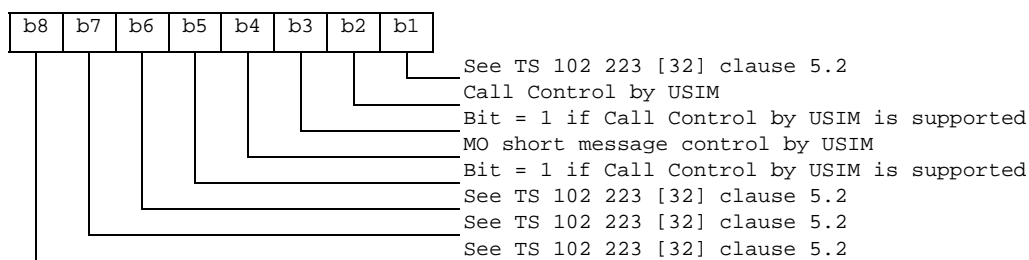 b8 b7 b6 b5 b4 b3 b2 b1
See TS 102 223 [32] clause 5.2
Call Control by USIM
Bit = 1 if Call Control by USIM is supported
MO short message control by USIM
Bit = 1 if Call Control by USIM is supported
See TS 102 223 [32] clause 5.2
See TS 102 223 [32] clause 5.2
See TS 102 223 [32] clause 5.2